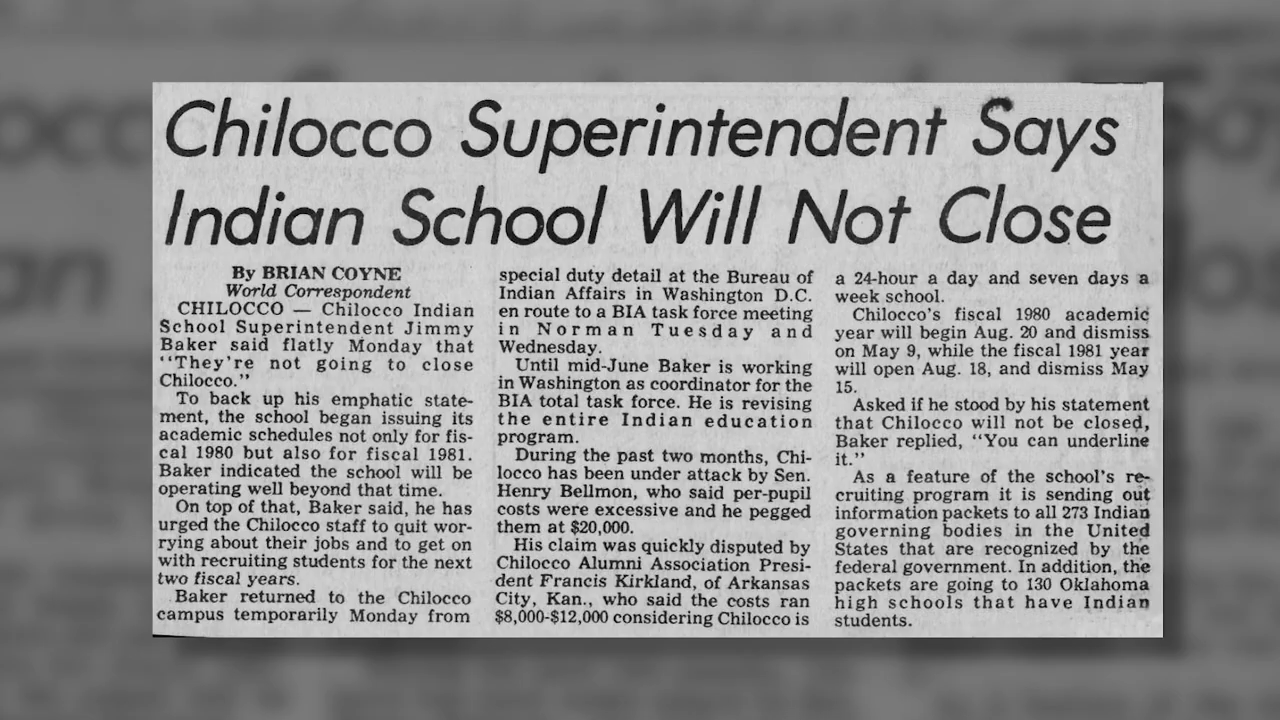 Chilocco Superintendent Says
Indian School Will Not Close
By BRIAN COYNE
World Correspondent
CHILOCCO — Chilocco Indian
School Superintendent Jimmy
Baker said flatly Monday that
"They're not going to close
Chilocco."
To back up his emphatic state-
ment, the school began issuing its
academic schedules not only for fis-
cal 1980 but also for fiscal 1981.
Baker indicated the school will be
operating well beyond that time.
On top of that, Baker said, he has
urged the Chilocco staff to quit wor-
rying about their jobs and to get on
with recruiting students for the next
two fiscal years.
Baker returned to the Chilocco
campus temporarily Monday from
special duty detail at the Bureau of
Indian Affairs in Washington D.C.
en route to a BIA task force meeting
in Norman Tuesday and
Wednesday.
Until mid-June Baker is working
in Washington as coordinator for the
BIA total task force. He is revising
the entire Indian education
program.
During the past two months, Chi-
locco has been under attack by Sen.
Henry Bellmon, who said per-pupil
costs were excessive and he pegged
them at $20,000.
His claim was quickly disputed by
Chilocco Alumni Association Presi-
dent Francis Kirkland, of Arkansas
City, Kan., who said the costs ran
$8,000-$12,000 considering Chilocco is
a 24-hour a day and seven days a
week school.
Chilocco's fiscal 1980 academic
year will begin Aug. 20 and dismiss
on May 9, while the fiscal 1981 year
will open Aug. 18, and dismiss May
15.
Asked if he stood by his statement
that Chilocco will not be closed,
Baker replied, "You can underline
it."
As a feature of the school's re-
cruiting program it is sending out
information packets to all 273 Indian
governing bodies in the United
States that are recognized by the
federal government. In addition, the
packets are going to 130 Oklahoma
high schools that have Indian
students.